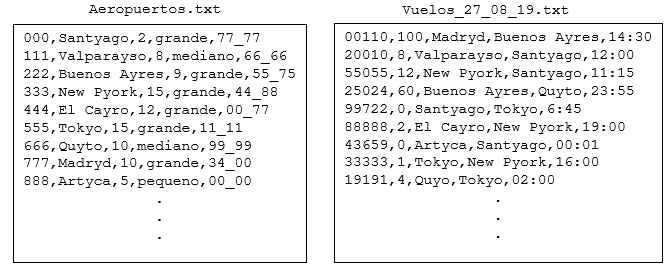 Aeropuertos.txt
000,Santyago,2,grande,77_77
111,Valparayso,8,mediano,66_66
222,Buenos Ayres,9,grande,55_75
333,New Pyork,15,grande,44_88
444,El Cayro,12,grande,00_77
555,Tokyo,15,grande,11_11
666,Quyto,10,mediano,99_99
777,Madryd,10,grande,34_00
888,Artyca,5,pequeno,00_00
.
.
.
Vuelos_27_08_19.txt
00110,100,Madryd,Buenos Ayres,14:30
20010,8,Valparayso,Santyago,12:00
55055,12,New Pyork,Santyago,11:15
25024,60,Buenos Ayres,Quyto,23:55
99722,0,Santyago,Tokyo,6:45
88888,2,El Cayro,New Pyork,19:00
43659,0,Artyca,Santyago,00:01
33333,1,Tokyo,New Pyork,16:00
19191,4,Quyo,Tokyo,02:00
.
.
.